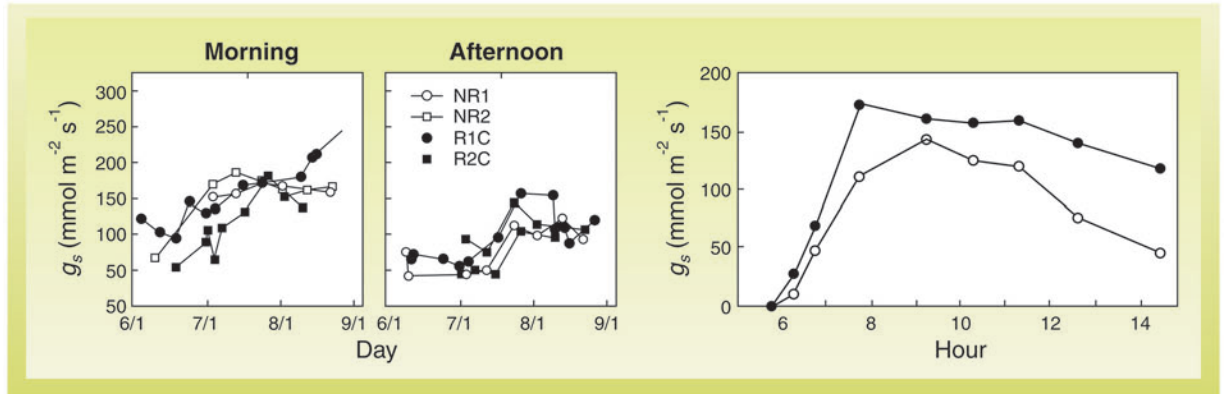 Morning
Afternoon
g_s (mmol m⁻² s⁻¹)
300
250
200
150
100
50
50
6/1
7/1
8/1
9/1
NR1
NR2
R1C
R2C
6/1
7/1
8/1
9/1
Day
g_s (mmol m⁻² s⁻¹)
200
150
100
50
0
6
8
10
12
14
Hour